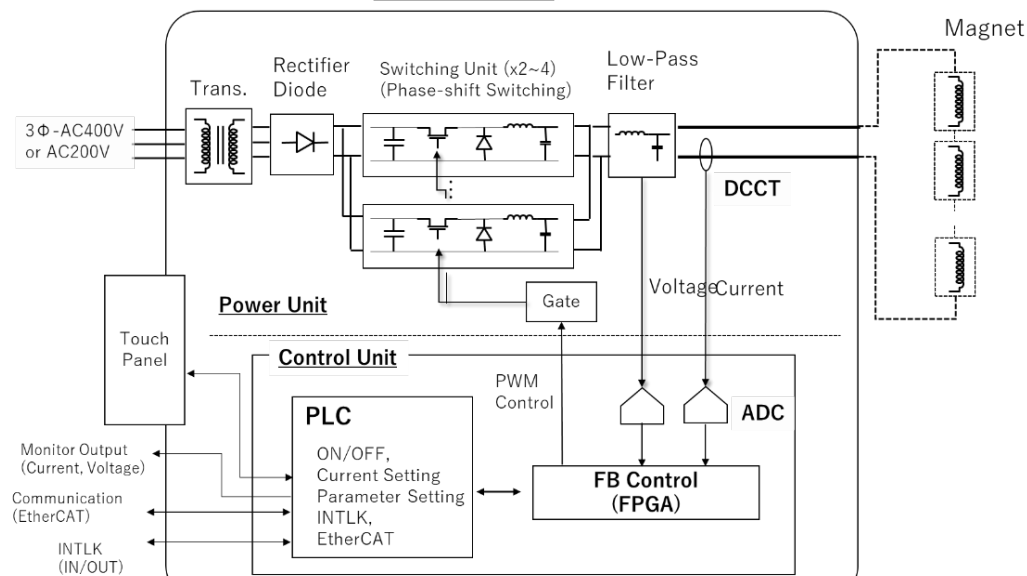 Magnet
Rectifier
Diode
Switching Unit (x2~4)
(Phase-shift Switching)
Low-Pass
Filter
Trans.
3Φ-AC400V
or AC200V
DCCT
Voltage
Current
Power Unit
Gate
Touch
Panel
Control Unit
PWM
Control
ADC
PLC
ON/OFF,
Current Setting
Parameter Setting
INTLK,
EtherCAT
FB Control
(FPGA)
Monitor Output
(Current, Voltage)
Communication
(EtherCAT)
INTLK
(IN/OUT)